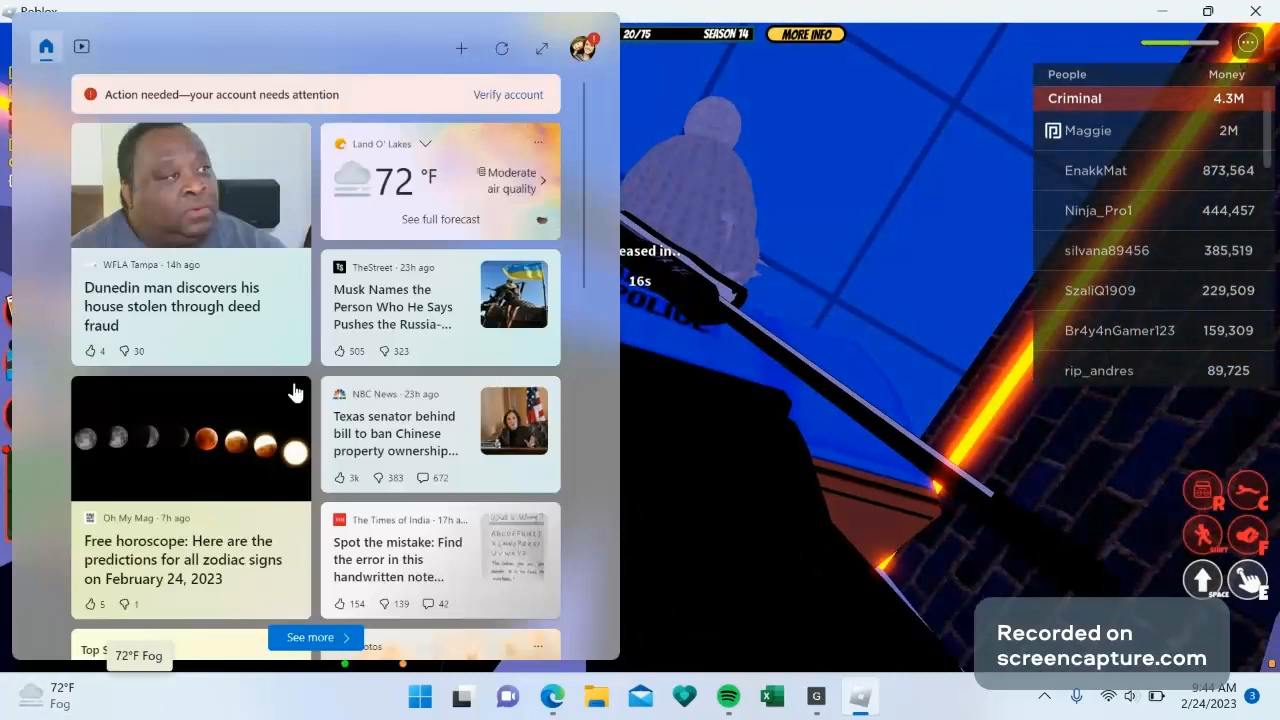 Roblox
Action needed—your account needs attention
Verify account
WFLA Tampa · 14h ago
Dunedin man discovers his
house stolen through deed
fraud
4
30
Land O' Lakes
72 °F
Moderate
air quality
See full forecast
TheStreet · 23h ago
Musk Names the
Person Who He Says
Pushes the Russia-...
505
323
Oh My Mag · 7h ago
Free horoscope: Here are the
predictions for all zodiac signs
on February 24, 2023
5
1
NBC News · 23h ago
Texas senator behind
bill to ban Chinese
property ownership...
3k
383
672
The Times of India · 17h a...
Spot the mistake: Find
the error in this
handwritten note...
154
139
42
See more
Top S
otos
72°F Fog
20/75
SEASON 14
MORE INFO
eased in..
16s
POLICE
People Money
Criminal 4.3M
Maggie 2M
EnakkMat 873,564
Ninja_Pro1 444,457
silvana89456 385,519
SzaliQ1909 229,509
Br4y4nGamer123 159,309
rip_andres 89,725
R
C
F
SPACE
E
Recorded on
screencapture.com
72°F
Fog
9:44 AM
2/24/2023
3